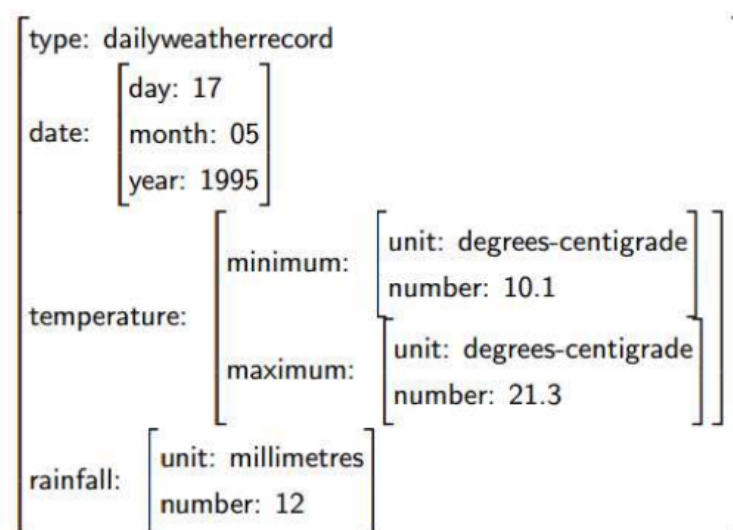 type: dailyweatherrecord
day: 17
date: month: 05
year: 1995
unit: degrees-centigrade
minimum:
number: 10.1
temperature:
unit: degrees-centigrade
maximum:
number: 21.3
unit: millimetres
rainfall:
number: 12